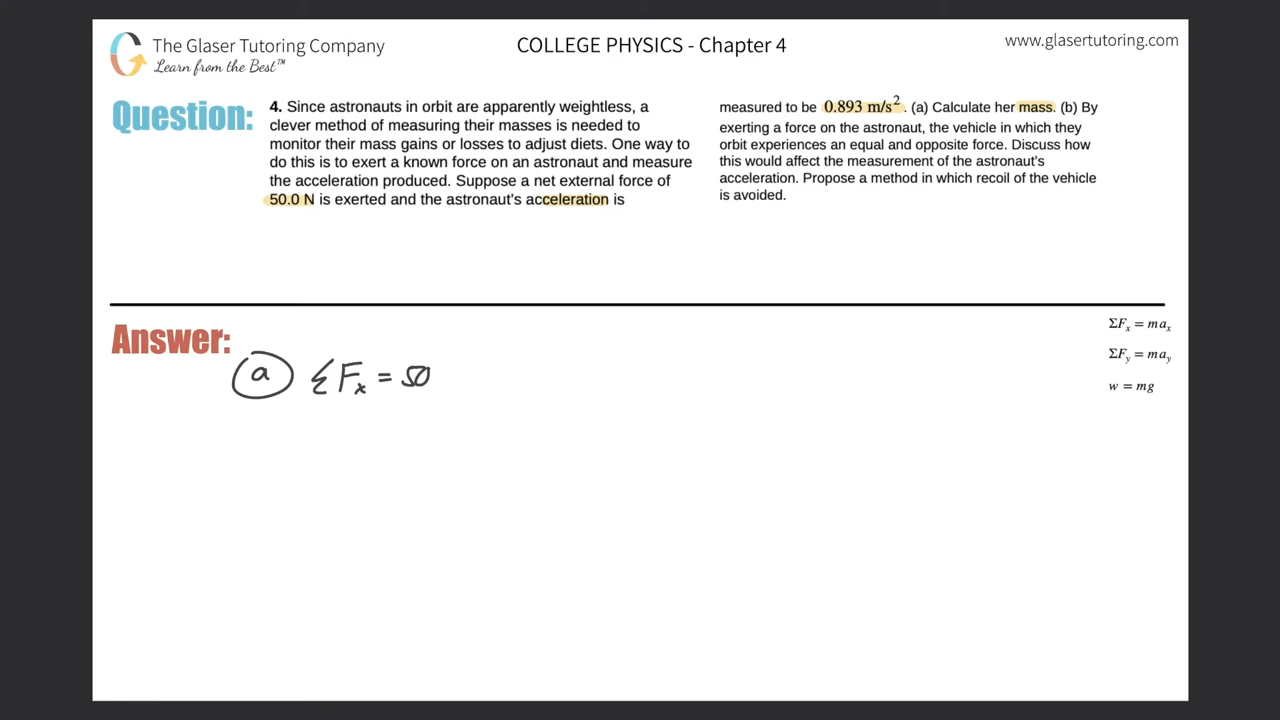 The Glaser Tutoring Company
Learn from the Best™
COLLEGE PHYSICS - Chapter 4
www.glasertutoring.com
Question:
4. Since astronauts in orbit are apparently weightless, a
clever method of measuring their masses is needed to
monitor their mass gains or losses to adjust diets. One way to
do this is to exert a known force on an astronaut and measure
the acceleration produced. Suppose a net external force of
50.0 N is exerted and the astronaut's acceleration is
measured to be 0.893 m/s². (a) Calculate her mass. (b) By
exerting a force on the astronaut, the vehicle in which they
orbit experiences an equal and opposite force. Discuss how
this would affect the measurement of the astronaut's
acceleration. Propose a method in which recoil of the vehicle
is avoided.
Answer:
ΣFₓ = maₓ
ΣF_y = ma_y
w = mg
a ΣFₓ = 50